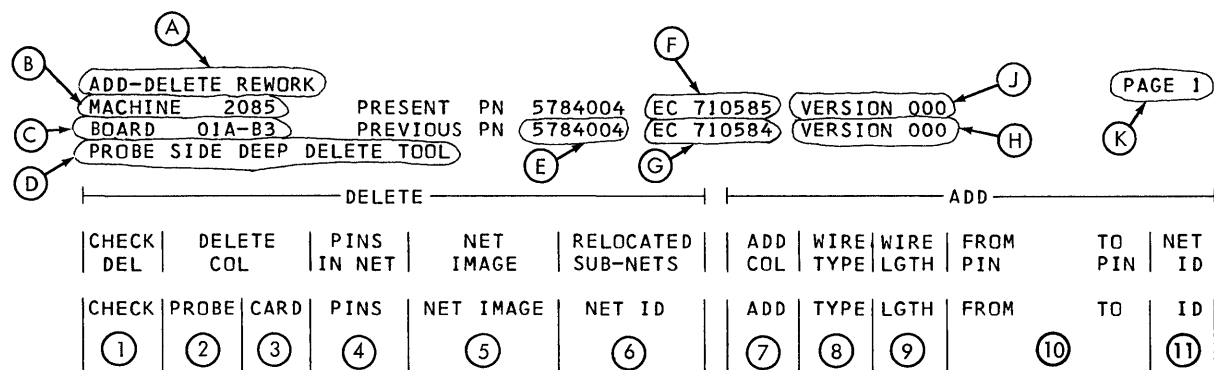 A
B
F
J
ADD-DELETE REWORK
PAGE 1
MACHINE 2085 PRESENT PN 5784004 EC 710585 VERSION 000
C
BOARD 01A-B3 PREVIOUS PN 5784004 EC 710584 VERSION 000
H
K
PROBE SIDE DEEP DELETE TOOL
D
E
G
DELETE ADD
CHECK DELETE PINS NET RELOCATED ADD WIRE WIRE FROM TO NET
DEL COL IN NET IMAGE SUB-NETS COL TYPE LGTH PIN PIN ID
CHECK PROBE CARD PINS NET IMAGE NET ID ADD TYPE LGTH FROM TO ID
1 2 3 4 5 6 7 8 9 10 11